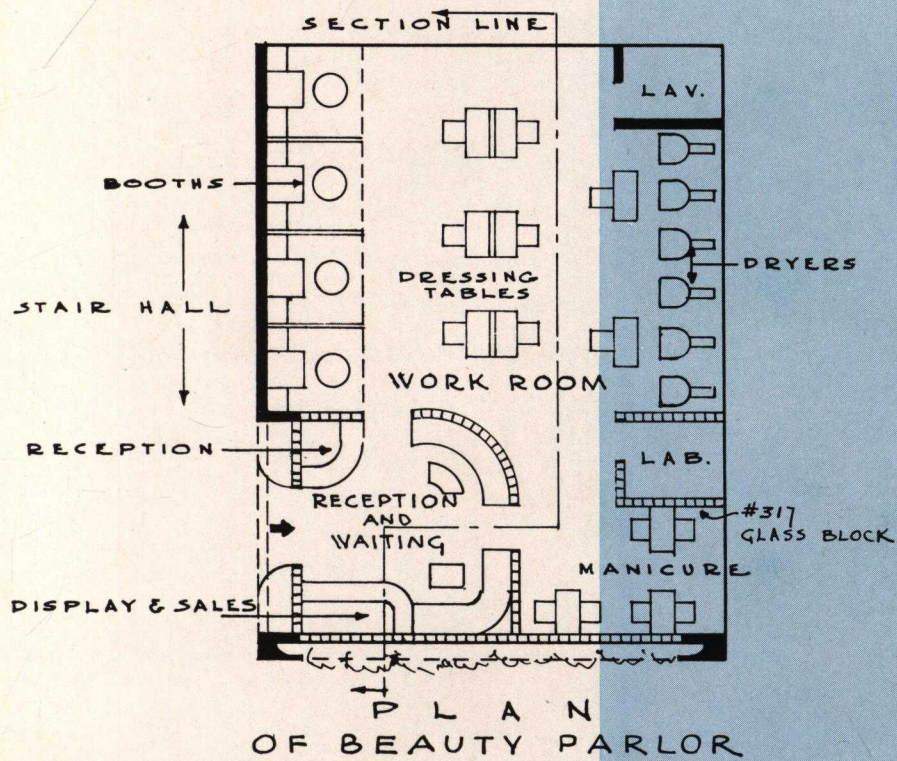 SECTION LINE
LAV.
BOOTHS
DRYERS
DRESSING
TABLES
STAIR HALL
WORK ROOM
RECEPTION
LAB.
RECEPTION
AND
WAITING
#317
GLASS BLOCK
MANICURE
DISPLAY & SALES
PLAN
OF BEAUTY PARLOR